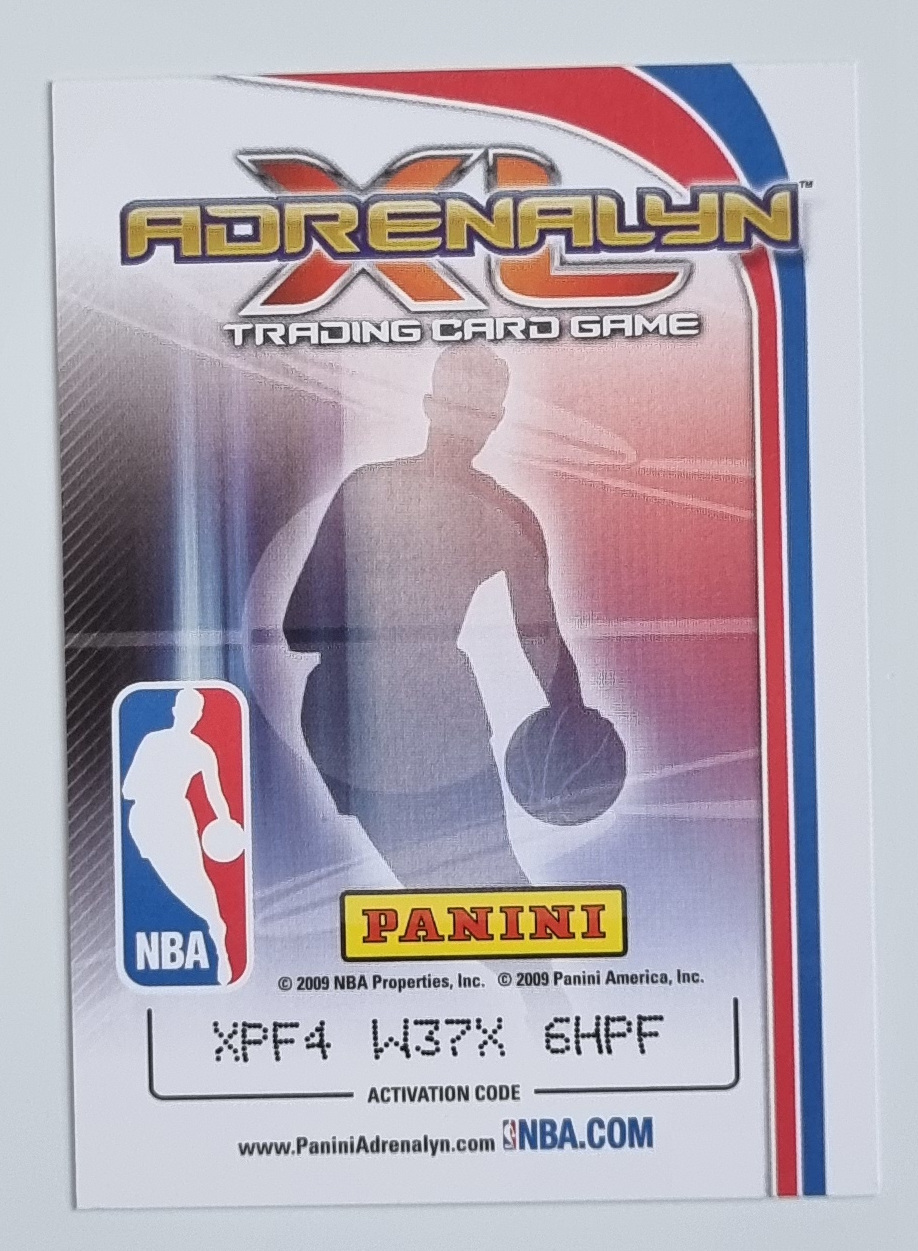 XL
ADRENALYN™
TRADING CARD GAME
NBA
PANINI
© 2009 NBA Properties, Inc. © 2009 Panini America, Inc.
XPF4 W37X 6HPF
ACTIVATION CODE
www.PaniniAdrenalyn.com NBA.COM